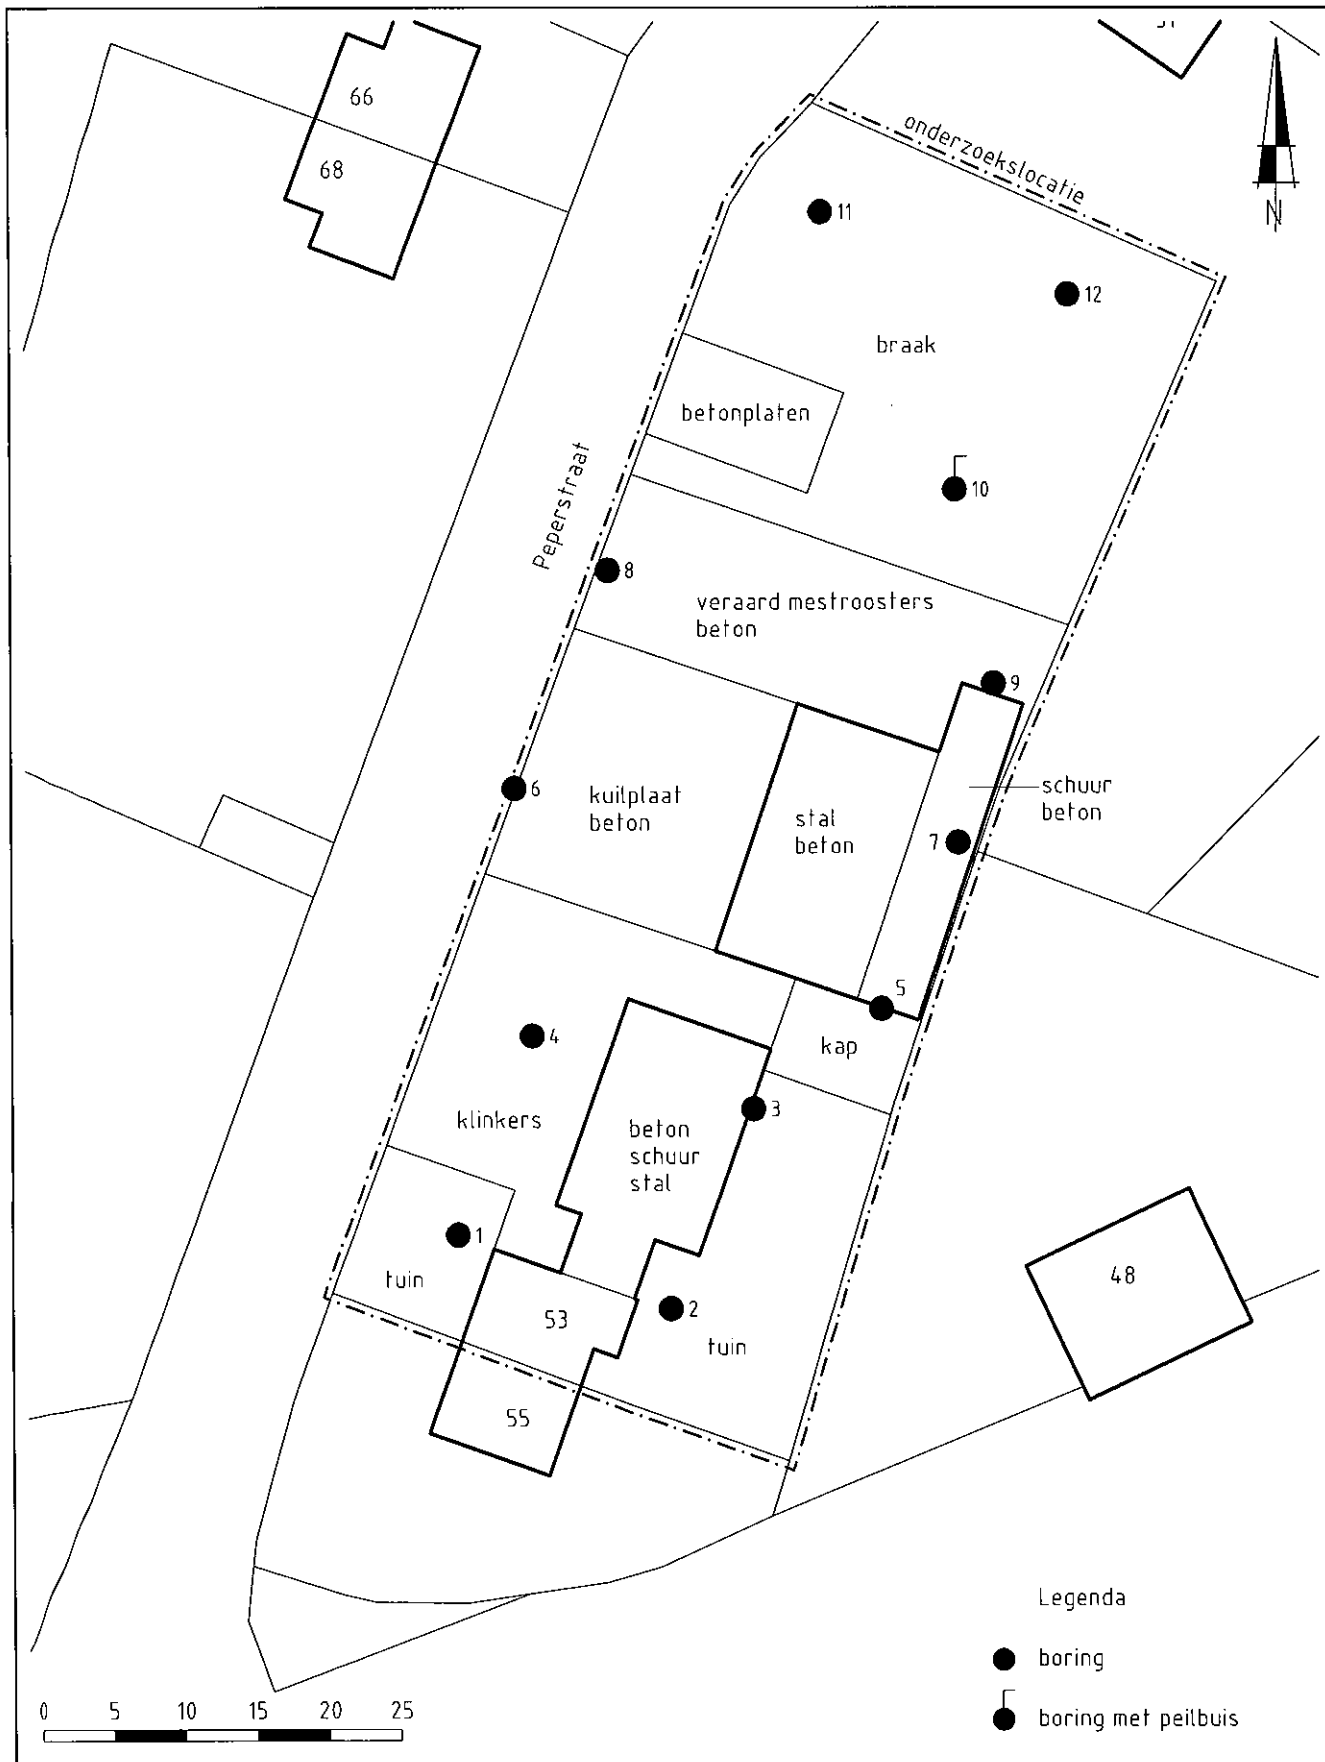 66
68
onderzoekslocatie
N
11
12
braak
betonplaten
10
Peperstraat
8
veraard mestroosters
beton
9
6
kuilplaat
beton
stal
beton
schuur
beton
7
5
4
kap
3
klinkers
beton
schuur
stal
1
tuin
53
2
tuin
48
55
Legenda
boring
boring met peilbuis
0 5 10 15 20 25